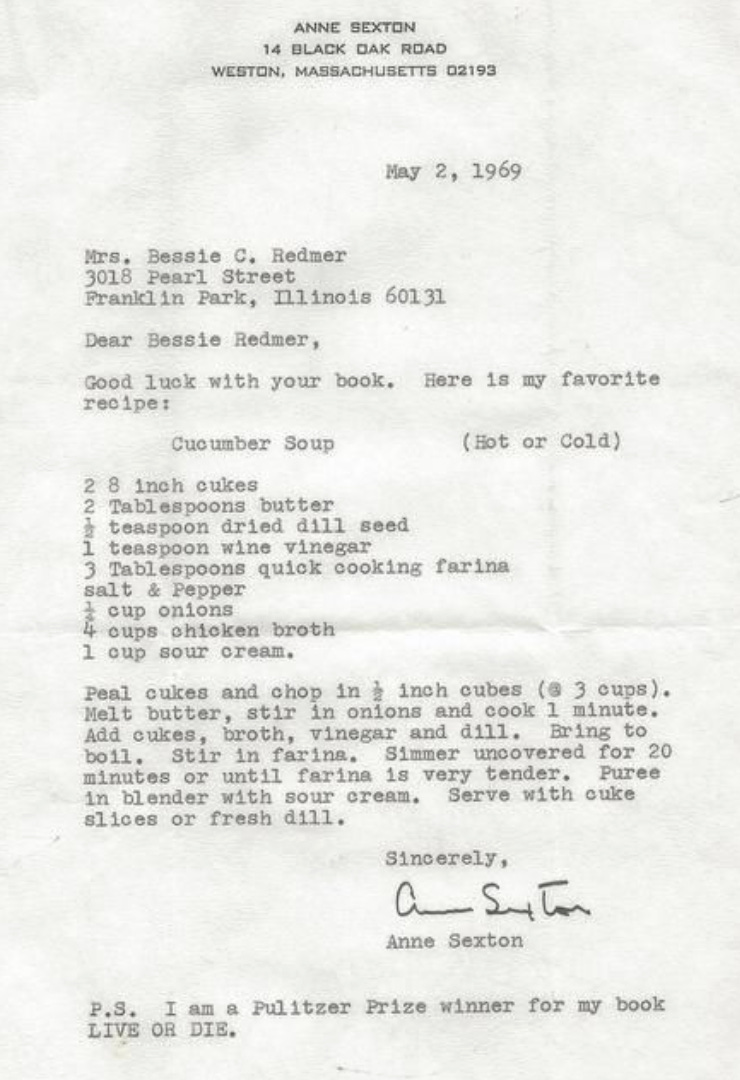 ANNE SEXTON
14 BLACK OAK ROAD
WESTON, MASSACHUSETTS 02193
May 2, 1969
Mrs. Bessie C. Redmer
3018 Pearl Street
Franklin Park, Illinois 60131
Dear Bessie Redmer,
Good luck with your book. Here is my favorite
recipe:
Cucumber Soup (Hot or Cold)
2 8 inch cukes
2 Tablespoons butter
½ teaspoon dried dill seed
1 teaspoon wine vinegar
3 Tablespoons quick cooking farina
salt & Pepper
½ cup onions
4 cups chicken broth
1 cup sour cream.
Peal cukes and chop in ½ inch cubes (@ 3 cups).
Melt butter, stir in onions and cook 1 minute.
Add cukes, broth, vinegar and dill. Bring to
boil. Stir in farina. Simmer uncovered for 20
minutes or until farina is very tender. Puree
in blender with sour cream. Serve with cuke
slices or fresh dill.
Sincerely,
Anne Sexton
Anne Sexton
P.S. I am a Pulitzer Prize winner for my book
LIVE OR DIE.